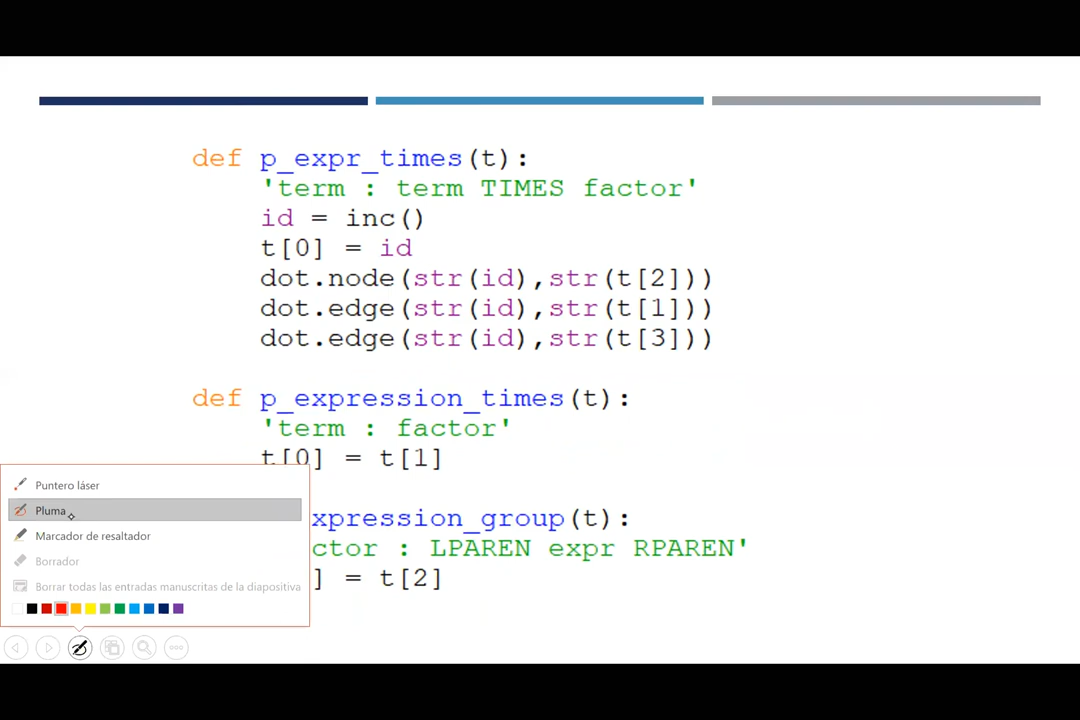 def p_expr_times(t):
'term : term TIMES factor'
id = inc()
t[0] = id
dot.node(str(id),str(t[2]))
dot.edge(str(id),str(t[1]))
dot.edge(str(id),str(t[3]))
def p_expression_times(t):
'term : factor'
t[0] = t[1]
xpression_group(t):
ctor : LPAREN expr RPAREN'
] = t[2]
Puntero láser
Pluma
Marcador de resaltador
Borrador
Borrar todas las entradas manuscritas de la diapositiva